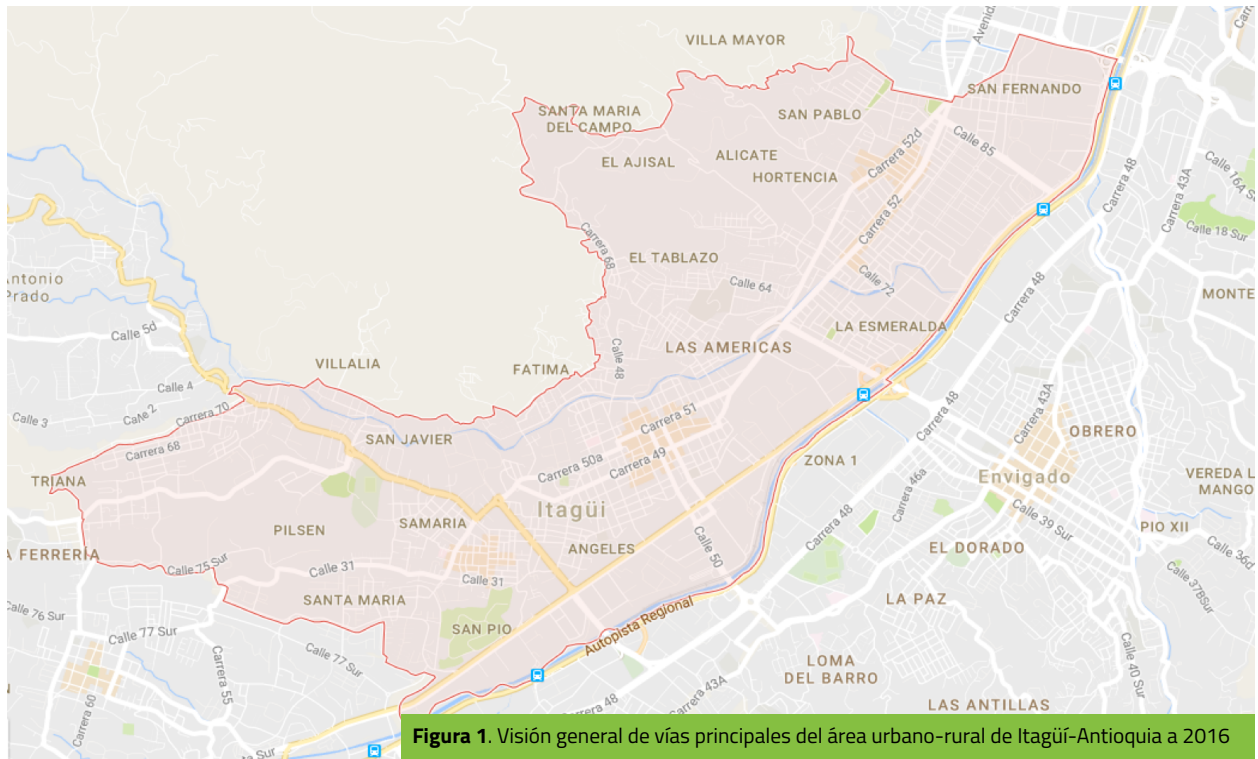 VILLA MAYOR
Avenida
SAN FERNANDO
SANTA MARIA
DEL CAMPO
SAN PABLO
Calle 85
Carrera 52d
EL AJISAL
ALICATE
HORTENCIA
Carrera 48
Carrera 43A
Calle 16A Su
Carrera 52
Calle 18 Sur
Carrera 68
EL TABLAZO
Calle 72
Calle 64
Antonio
Prado
MONTE
Carrera 48
Calle 5d
LA ESMERALDA
LAS AMERICAS
Calle 48
VILLALIA
FATIMA
Calle 4
Calle 2
Calle 3
Carrera 70
Carrera 48
Carrera 43A
Carrera 51
OBRERO
SAN JAVIER
Carrera 68
Carrera 50a
Carrera 49
ZONA 1
Envigado
Carrera 46a
VEREDA L
MANGO
TRIANA
Itagüí
Calle 39 Sur
PILSEN
SAMARIA
Carrera 48
PIO XII
ANGELES
Calle 50
EL DORADO
Calle 36d
A FERRERIA
Calle 75 Sur
Calle 31
Calle 31
Calle 37BSur
SANTA MARIA
LA PAZ
Calle 76 Sur
SAN PIO
Autopista Regional
Calle 77 Sur
Calle 77 Sur
Carrera 55
LOMA
DEL BARRO
Calle 40 Sur
Carrera 43A
Carrera 48
LAS ANTILLAS
Carrera 60
Sur
Figura 1. Visión general de vías principales del área urbano-rural de Itagüí-Antioquia a 2016